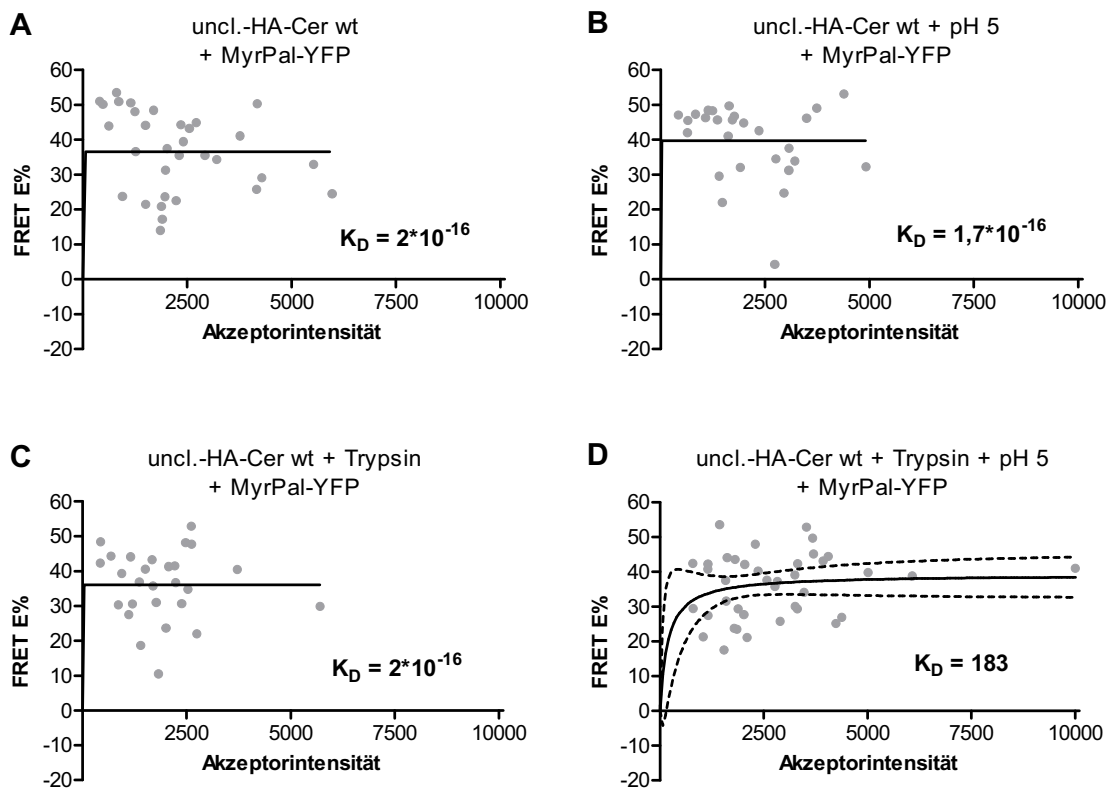 A
uncl.-HA-Cer wt
+ MyrPal-YFP
60
50
40
30
20
10
0
-10
-20
FRET E%
2500
5000
7500
10000
Akzeptorintensität
K_D = 2*10^-16
B
uncl.-HA-Cer wt + pH 5
+ MyrPal-YFP
60
50
40
30
20
10
0
-10
-20
FRET E%
2500
5000
7500
10000
Akzeptorintensität
K_D = 1,7*10^-16
C
uncl.-HA-Cer wt + Trypsin
+ MyrPal-YFP
60
50
40
30
20
10
0
-10
-20
FRET E%
2500
5000
7500
10000
Akzeptorintensität
K_D = 2*10^-16
D
uncl.-HA-Cer wt + Trypsin + pH 5
+ MyrPal-YFP
60
50
40
30
20
10
0
-10
-20
FRET E%
2500
5000
7500
10000
Akzeptorintensität
K_D = 183